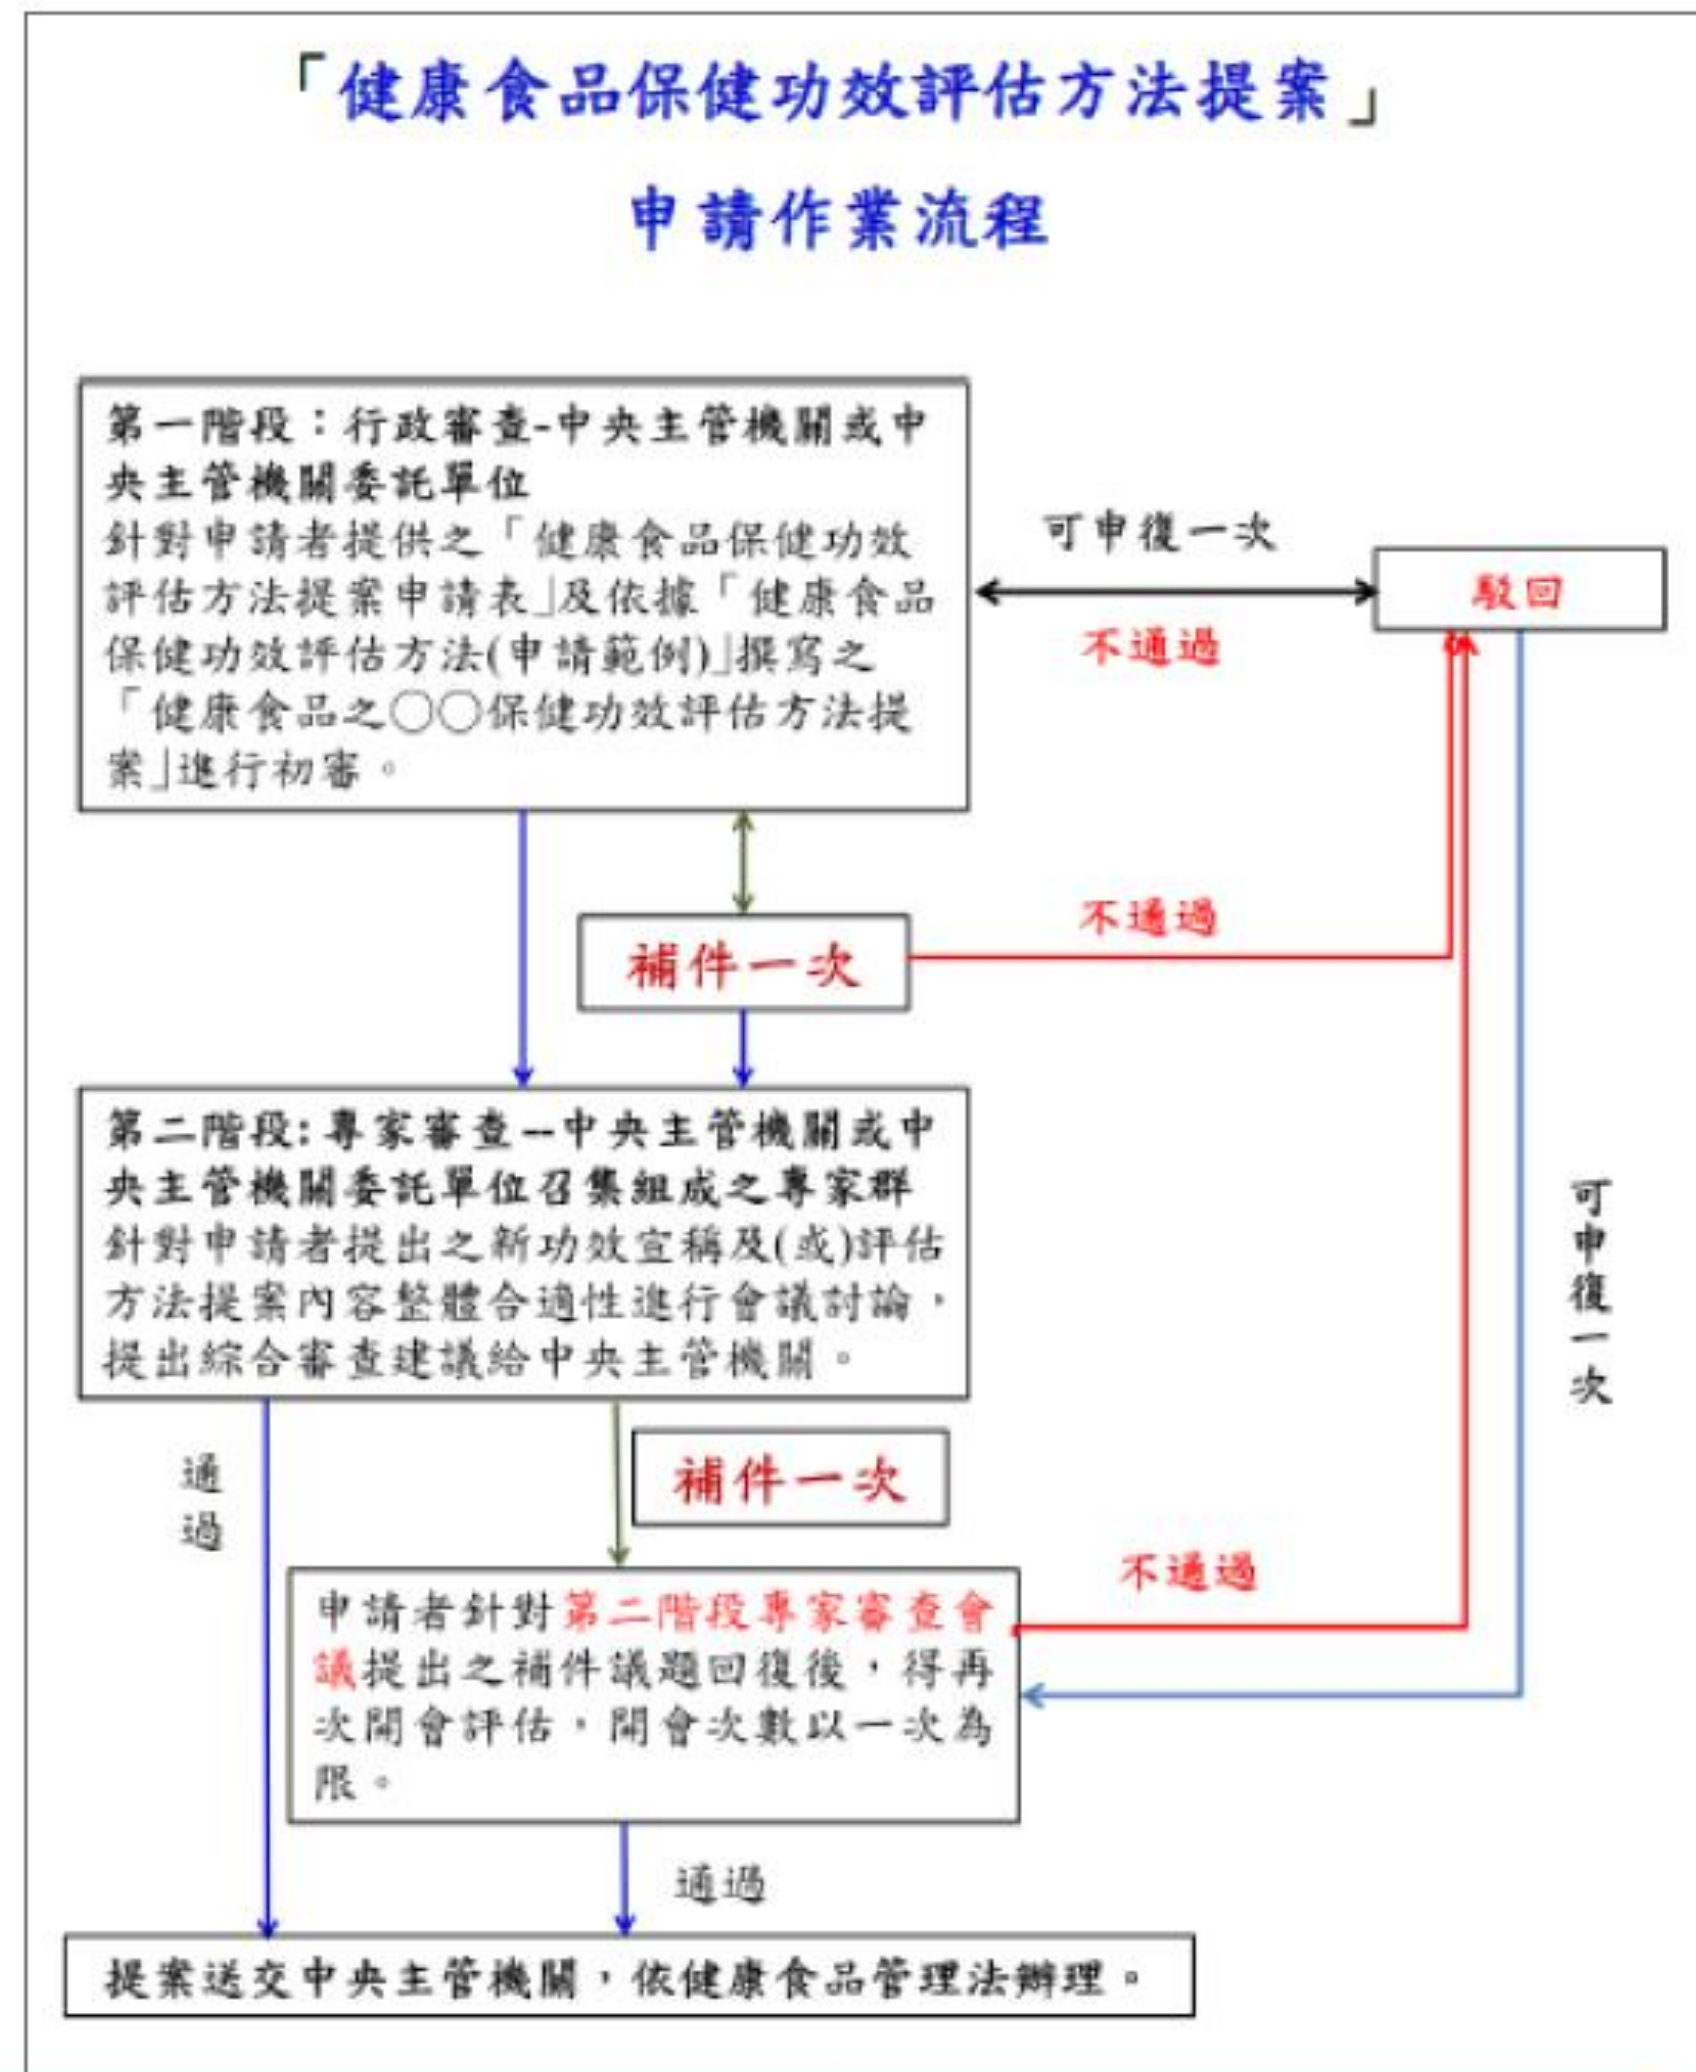 「健康食品保健功效評估方法提案」
申請作業流程
第一階段：行政審查-中央主管機關或中
央主管機關委託單位
針對申請者提供之「健康食品保健功效
評估方法提案申請表」及依據「健康食品
保健功效評估方法(申請範例)」撰寫之
「健康食品之○○保健功效評估方法提
案」進行初審。
可申復一次
不通過
駁回
補件一次
不通過
第二階段:專家審查--中央主管機關或中
央主管機關委託單位召集組成之專家群
針對申請者提出之新功效宣稱及(或)評估
方法提案內容整體合適性進行會議討論，
提出綜合審查建議給中央主管機關。
可申復一次
通過
補件一次
不通過
申請者針對第二階段專家審查會
議提出之補件議題回復後，得再
次開會評估，開會次數以一次為
限。
通過
提案送交中央主管機關，依健康食品管理法辦理。